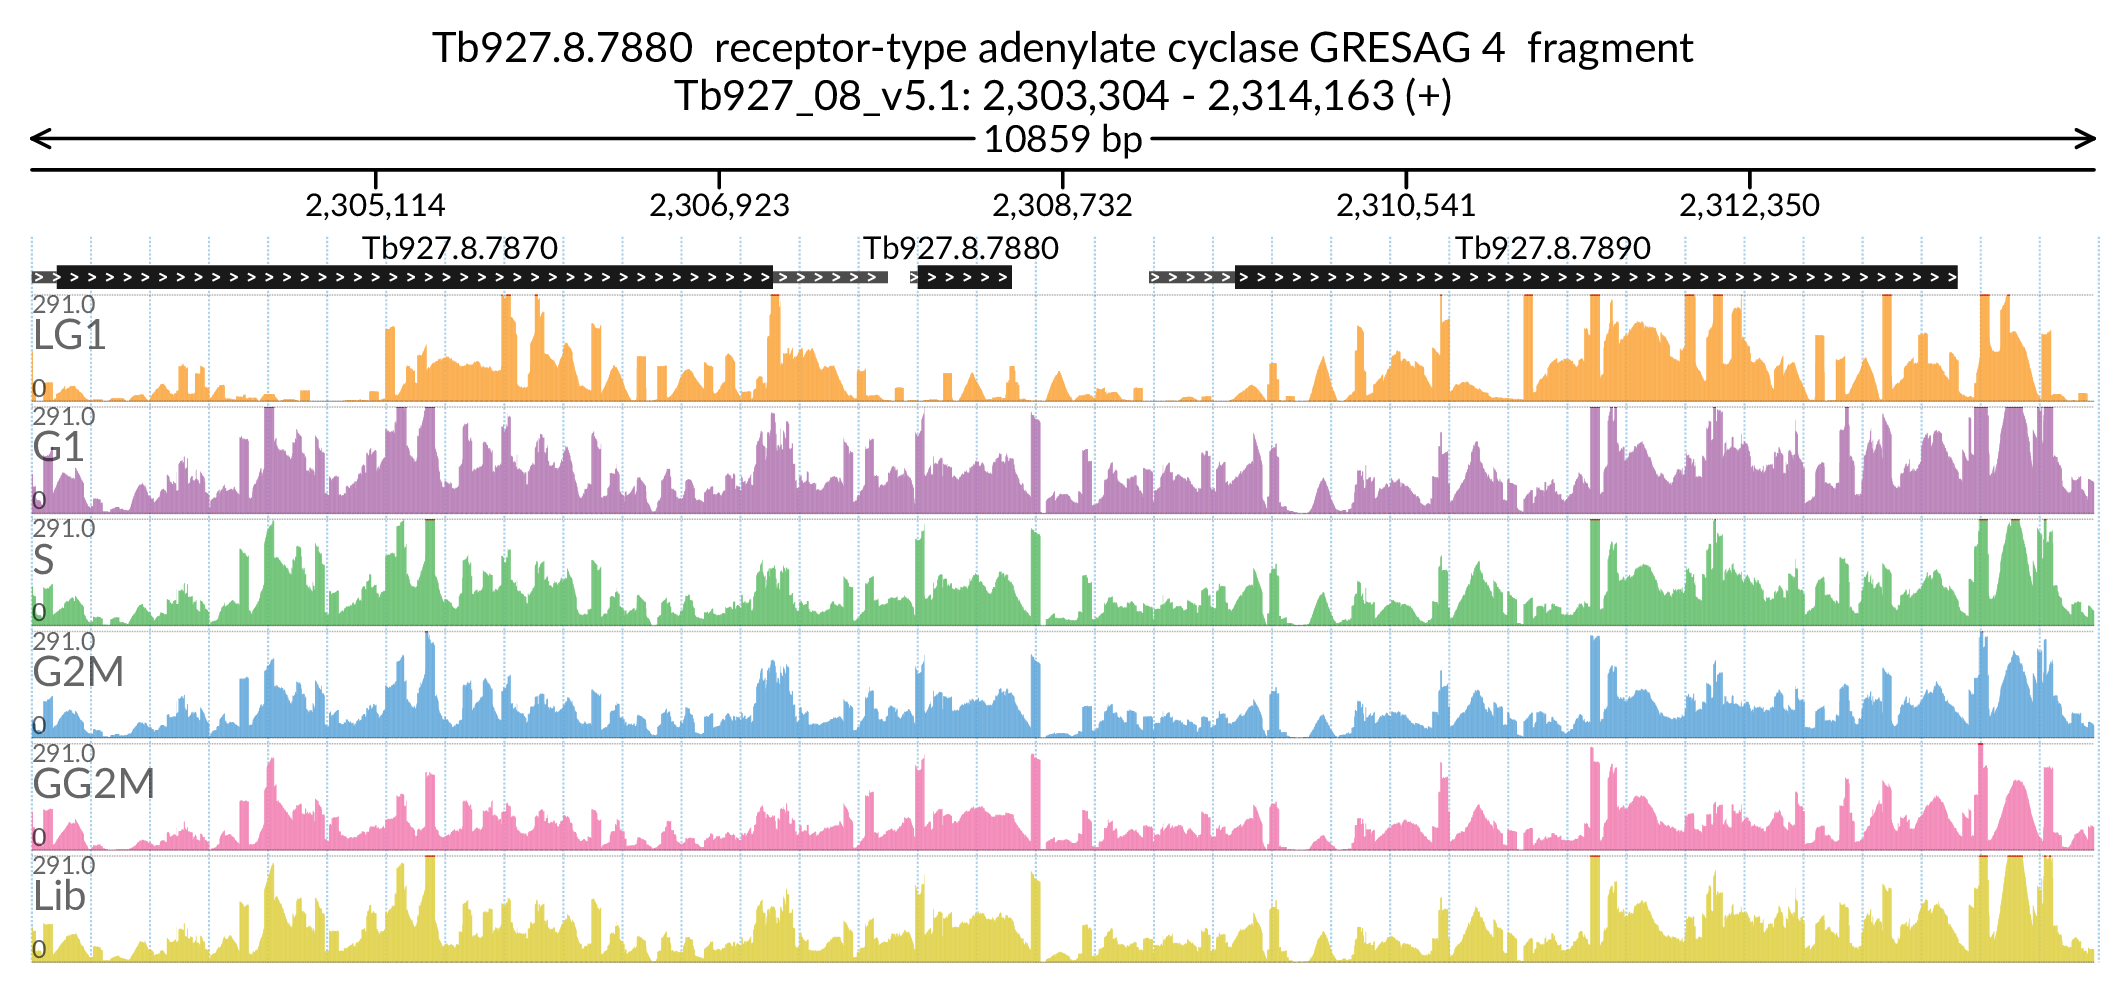 Tb927.8.7880 receptor-type adenylate cyclase GRESAG 4 fragment
Tb927_08_v5.1: 2,303,304 - 2,314,163 (+)
10859 bp
2,305,114 2,306,923 2,308,732 2,310,541 2,312,350
Tb927.8.7870 Tb927.8.7880 Tb927.8.7890
291.0
LG1
0
291.0
G1
0
291.0
S
0
291.0
G2M
0
291.0
GG2M
0
291.0
Lib
0